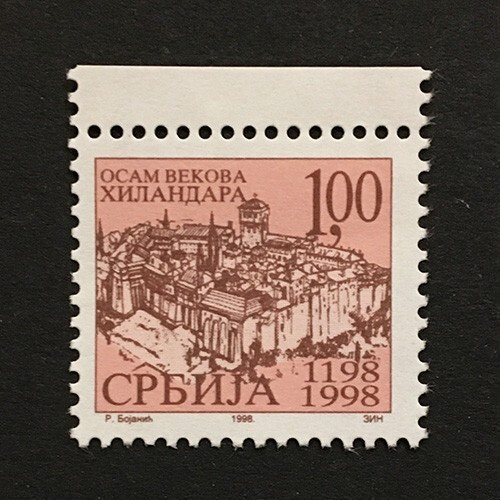 ОСАМ ВЕКОВА
ХИЛАНДАРА
1,00
СРБИЈА
1198
1998
Р. Бојанић 1998. ЗИН